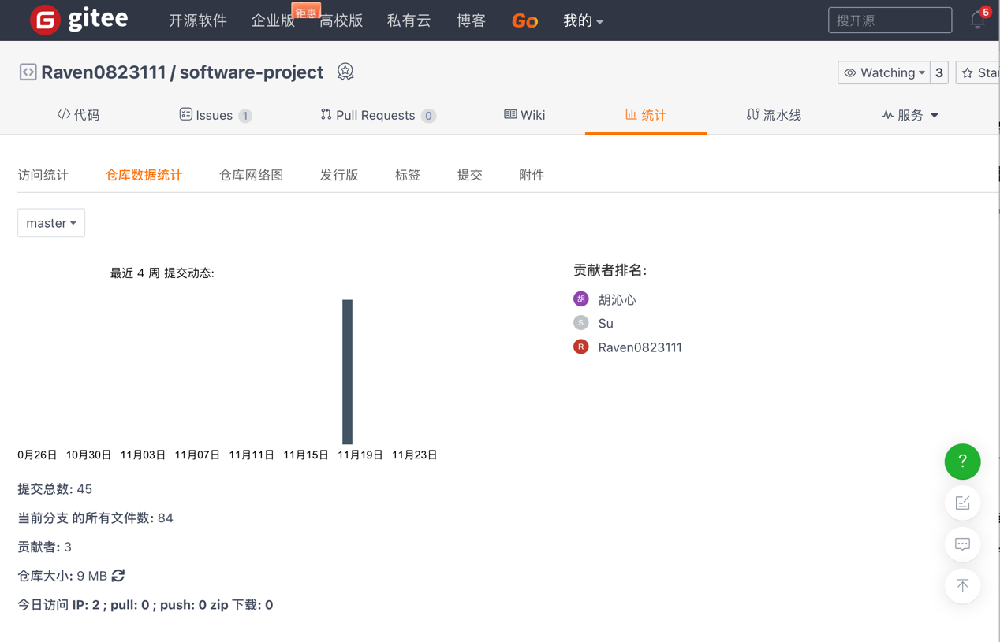 gitee 开源软件 企业版 钜惠 高校版 私有云 博客 Go 我的 搜开源 5
Raven0823111 / software-project Watching 3
代码 Issues 1 Pull Requests 0 Wiki 统计 流水线 服务
访问统计 仓库数据统计 仓库网络图 发行版 标签 提交 附件
master
最近 4 周 提交动态:
0月26日 10月30日 11月03日 11月07日 11月11日 11月15日 11月19日 11月23日
贡献者排名:
胡 胡沁心
S Su
R Raven0823111
提交总数: 45
当前分支 的所有文件数: 84
贡献者: 3
仓库大小: 9 MB
今日访问 IP: 2 ; pull: 0 ; push: 0 zip 下载: 0
?